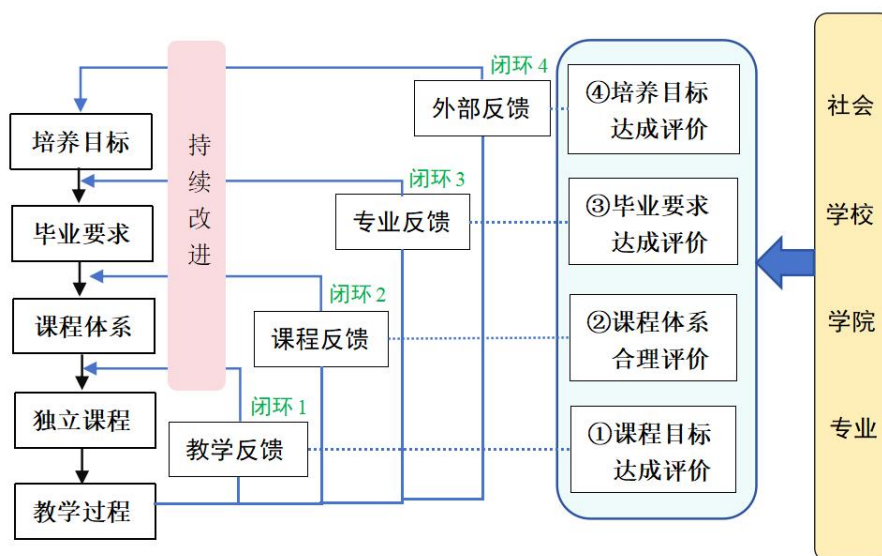 培养目标
毕业要求
课程体系
独立课程
教学过程
持续改进
闭环 4
外部反馈
闭环 3
专业反馈
闭环 2
课程反馈
闭环 1
教学反馈
④培养目标
达成评价
③毕业要求
达成评价
②课程体系
合理评价
①课程目标
达成评价
社会
学校
学院
专业